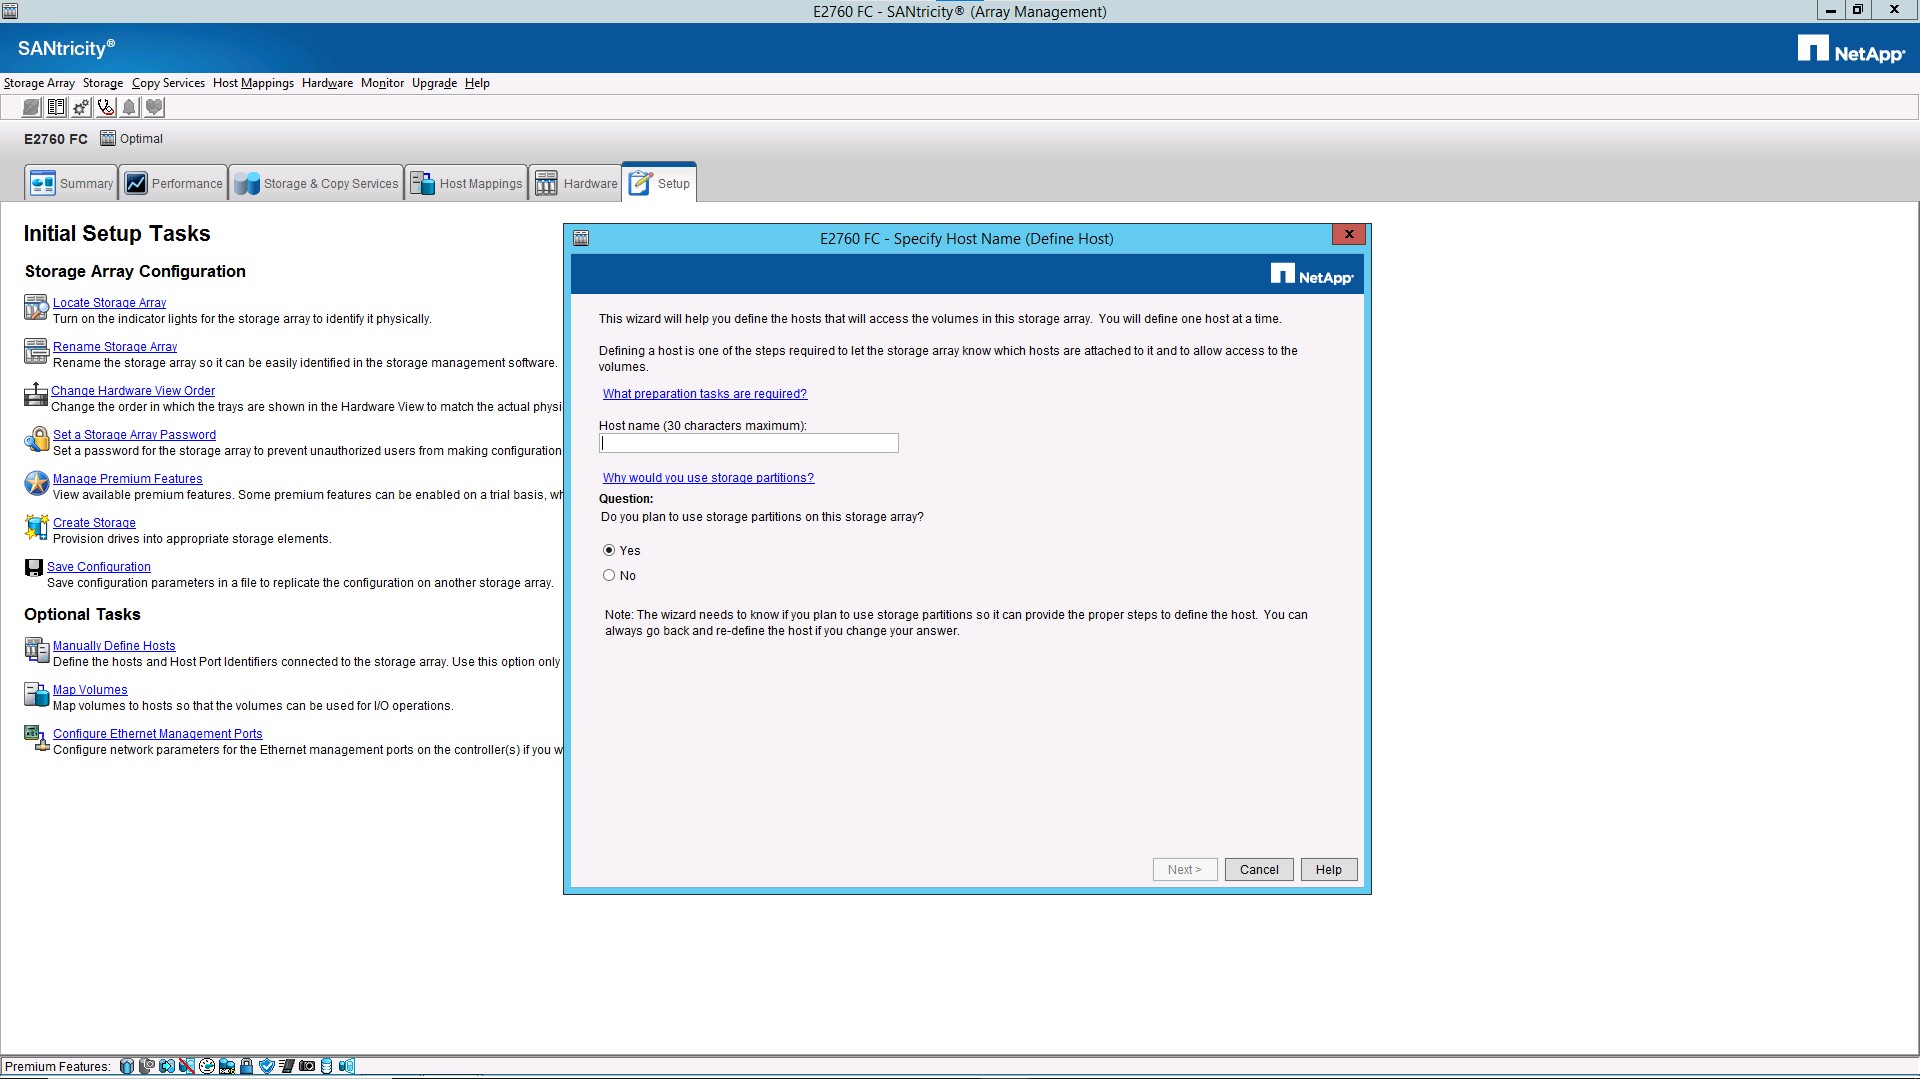 E2760 FC - SANtricity® (Array Management)
SANtricity®
NetApp
Storage Array Storage Copy Services Host Mappings Hardware Monitor Upgrade Help
E2760 FC Optimal
Summary Performance Storage & Copy Services Host Mappings Hardware Setup
Initial Setup Tasks
Storage Array Configuration
Locate Storage Array
Turn on the indicator lights for the storage array to identify it physically.
Rename Storage Array
Rename the storage array so it can be easily identified in the storage management software.
Change Hardware View Order
Change the order in which the trays are shown in the Hardware View to match the actual physi
Set a Storage Array Password
Set a password for the storage array to prevent unauthorized users from making configuration
Manage Premium Features
View available premium features. Some premium features can be enabled on a trial basis, wh
Create Storage
Provision drives into appropriate storage elements.
Save Configuration
Save configuration parameters in a file to replicate the configuration on another storage array.
Optional Tasks
Manually Define Hosts
Define the hosts and Host Port Identifiers connected to the storage array. Use this option only
Map Volumes
Map volumes to hosts so that the volumes can be used for I/O operations.
Configure Ethernet Management Ports
Configure network parameters for the Ethernet management ports on the controller(s) if you w
E2760 FC - Specify Host Name (Define Host)
NetApp
This wizard will help you define the hosts that will access the volumes in this storage array. You will define one host at a time.
Defining a host is one of the steps required to let the storage array know which hosts are attached to it and to allow access to the
volumes.
What preparation tasks are required?
Host name (30 characters maximum):
Why would you use storage partitions?
Question:
Do you plan to use storage partitions on this storage array?
Yes
No
Note: The wizard needs to know if you plan to use storage partitions so it can provide the proper steps to define the host. You can
always go back and re-define the host if you change your answer.
Next > Cancel Help
Premium Features: